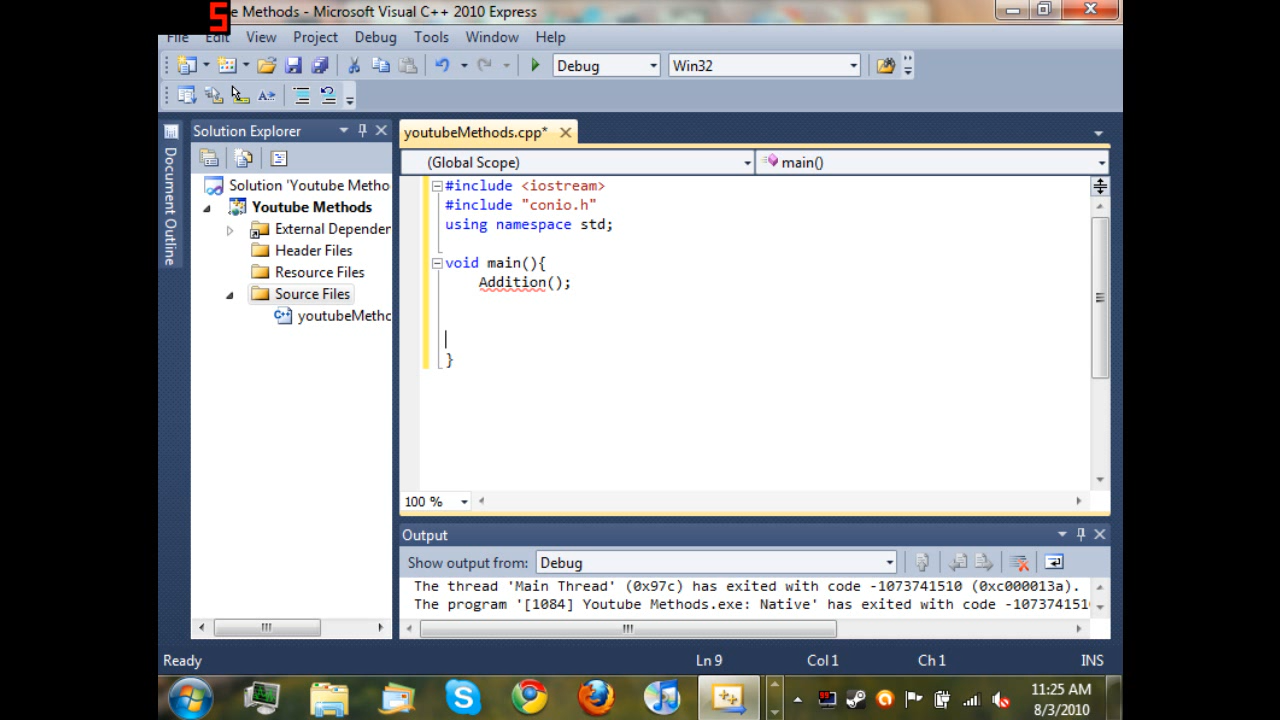 5
e Methods - Microsoft Visual C++ 2010 Express
File Edit View Project Debug Tools Window Help
Debug Win32
Document Outline
Solution Explorer
Solution 'Youtube Metho
Youtube Methods
External Depender
Header Files
Resource Files
Source Files
youtubeMethc
youtubeMethods.cpp*
(Global Scope) main()
#include <iostream>
#include "conio.h"
using namespace std;
void main(){
Addition();
}
100 %
Output
Show output from: Debug
The thread 'Main Thread' (0x97c) has exited with code -1073741510 (0xc000013a).
The program '[1084] Youtube Methods.exe: Native' has exited with code -1073741510
Ready Ln 9 Col 1 Ch 1 INS
11:25 AM
8/3/2010